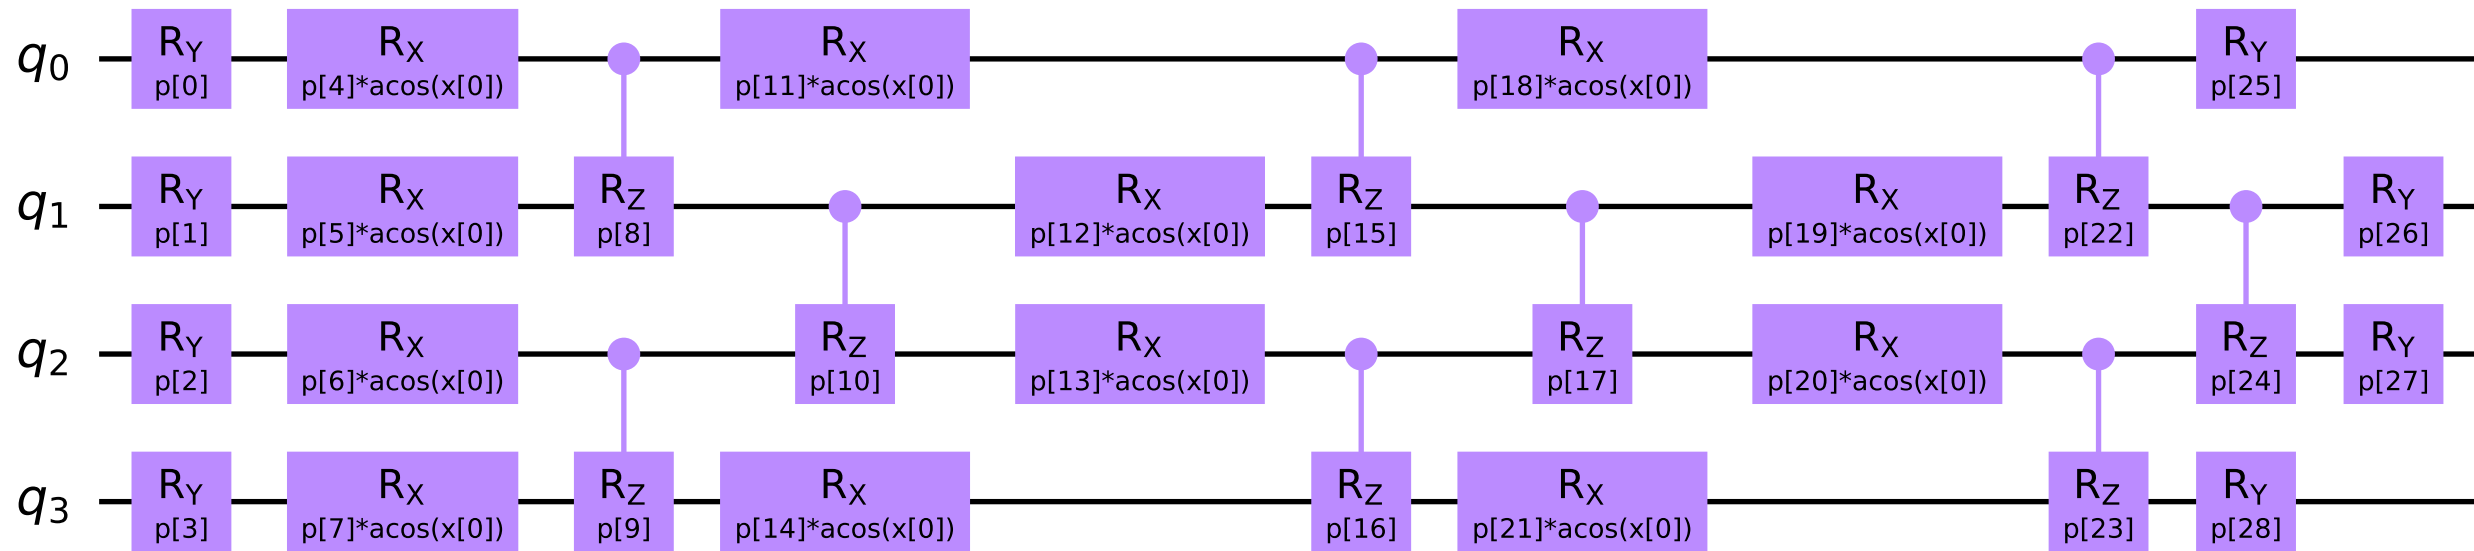 q0 RY RX RX RX RY
p[0] p[4]*acos(x[0]) p[11]*acos(x[0]) p[18]*acos(x[0]) p[25]
q1 RY RX RZ RX RZ RX RZ RY
p[1] p[5]*acos(x[0]) p[8] p[12]*acos(x[0]) p[15] p[19]*acos(x[0]) p[22] p[26]
q2 RY RX RZ RX RZ RX RZ RY
p[2] p[6]*acos(x[0]) p[10] p[13]*acos(x[0]) p[17] p[20]*acos(x[0]) p[24] p[27]
q3 RY RX RZ RX RZ RX RZ RY
p[3] p[7]*acos(x[0]) p[9] p[14]*acos(x[0]) p[16] p[21]*acos(x[0]) p[23] p[28]